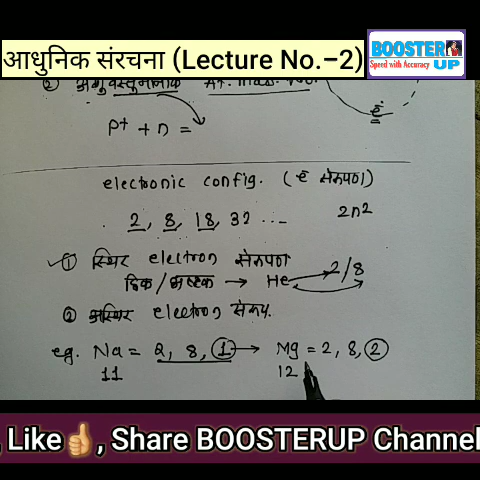 आधुनिक संरचना (Lecture No.–2)
BOOSTER UP
Speed with Accuracy
p+ + n =
ē
electronic config. (ē संरूपण)
2, 8, 18, 32 ... 2n²
① स्थिर electron संरूपण
द्विक/अष्टक → He → 2/8
② अस्थिर electron संरूप.
eg. Na = 2, 8, ① → Mg = 2, 8, ②
11 12
, Like👍, Share BOOSTERUP Channel